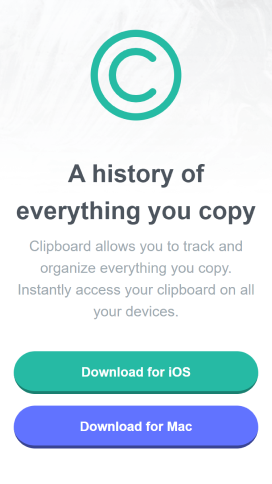 A history of
everything you copy
Clipboard allows you to track and
organize everything you copy.
Instantly access your clipboard on all
your devices.
Download for iOS
Download for Mac